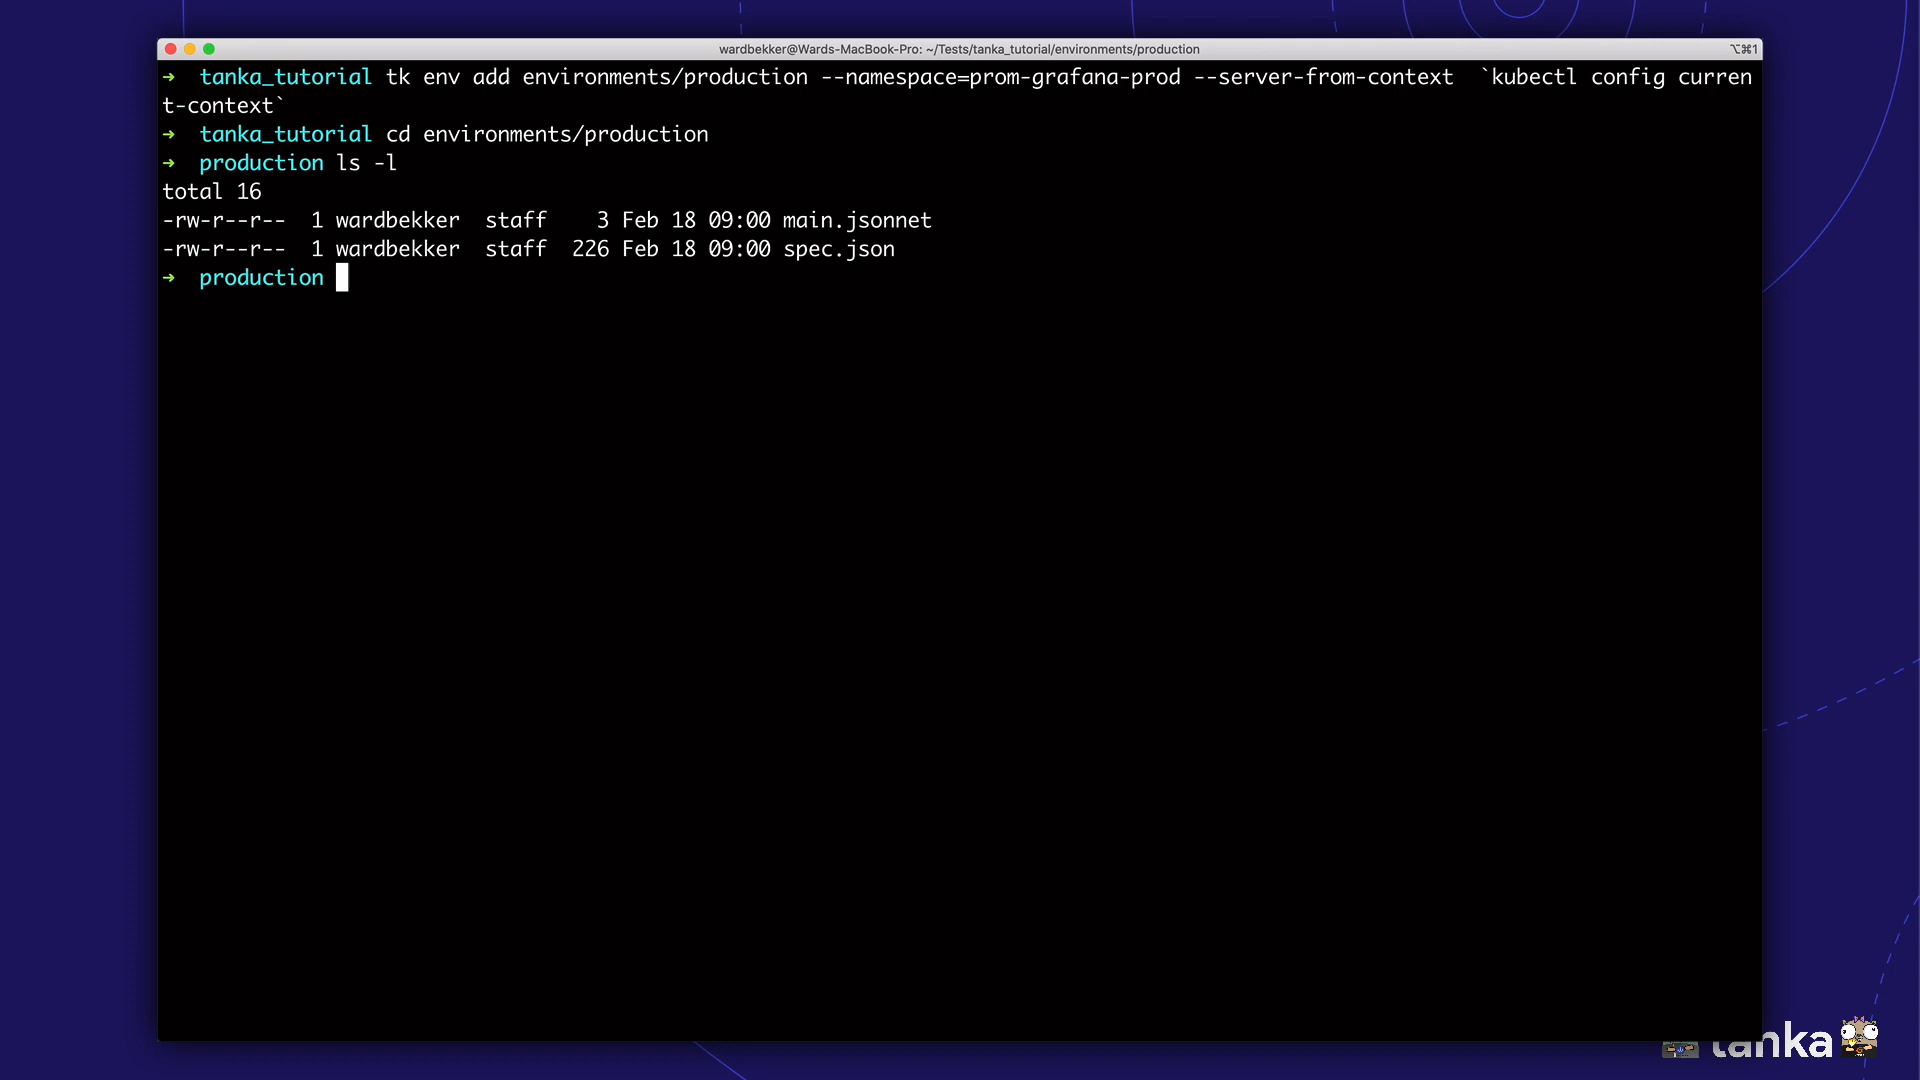 wardbekker@Wards-MacBook-Pro: ~/Tests/tanka_tutorial/environments/production ⌥⌘1
➜  tanka_tutorial tk env add environments/production --namespace=prom-grafana-prod --server-from-context  `kubectl config curren
t-context`
➜  tanka_tutorial cd environments/production
➜  production ls -l
total 16
-rw-r--r--  1 wardbekker  staff    3 Feb 18 09:00 main.jsonnet
-rw-r--r--  1 wardbekker  staff  226 Feb 18 09:00 spec.json
➜  production
tanka